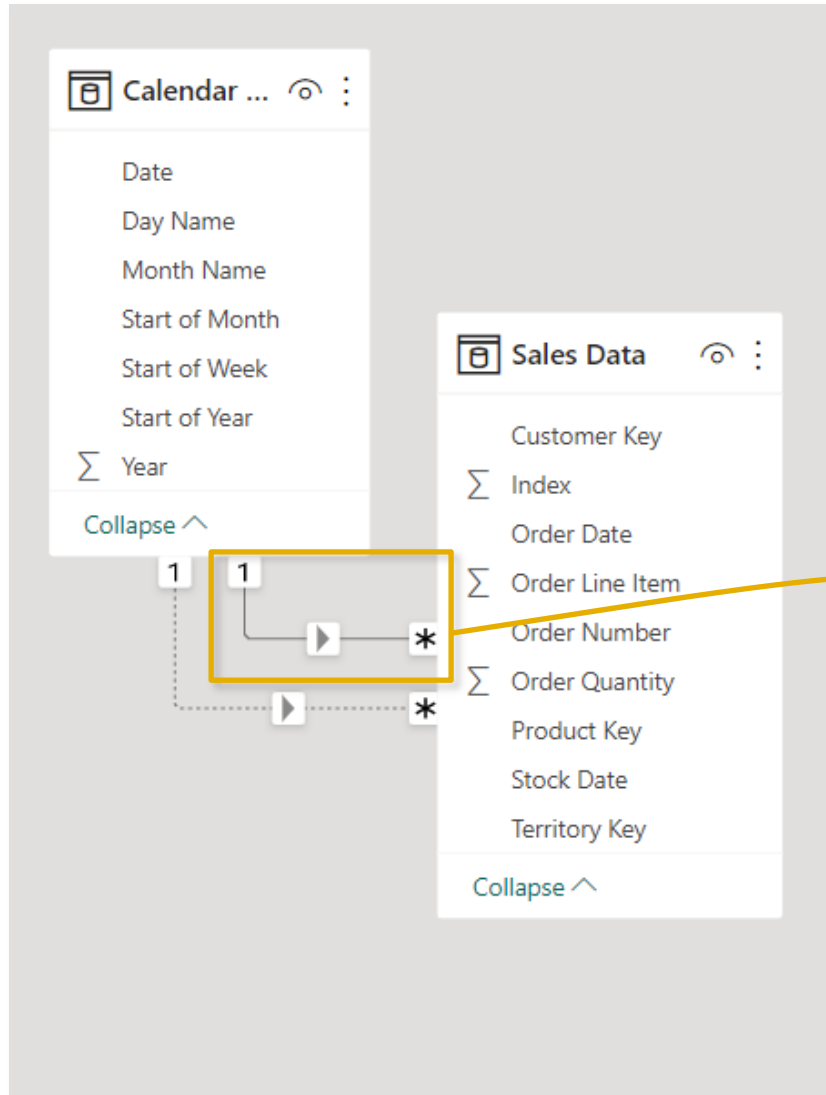 Calendar ...
Date
Day Name
Month Name
Start of Month
Start of Week
Start of Year
Year
Collapse
1 1
*
*
Sales Data
Customer Key
Index
Order Date
Order Line Item
Order Number
Order Quantity
Product Key
Stock Date
Territory Key
Collapse